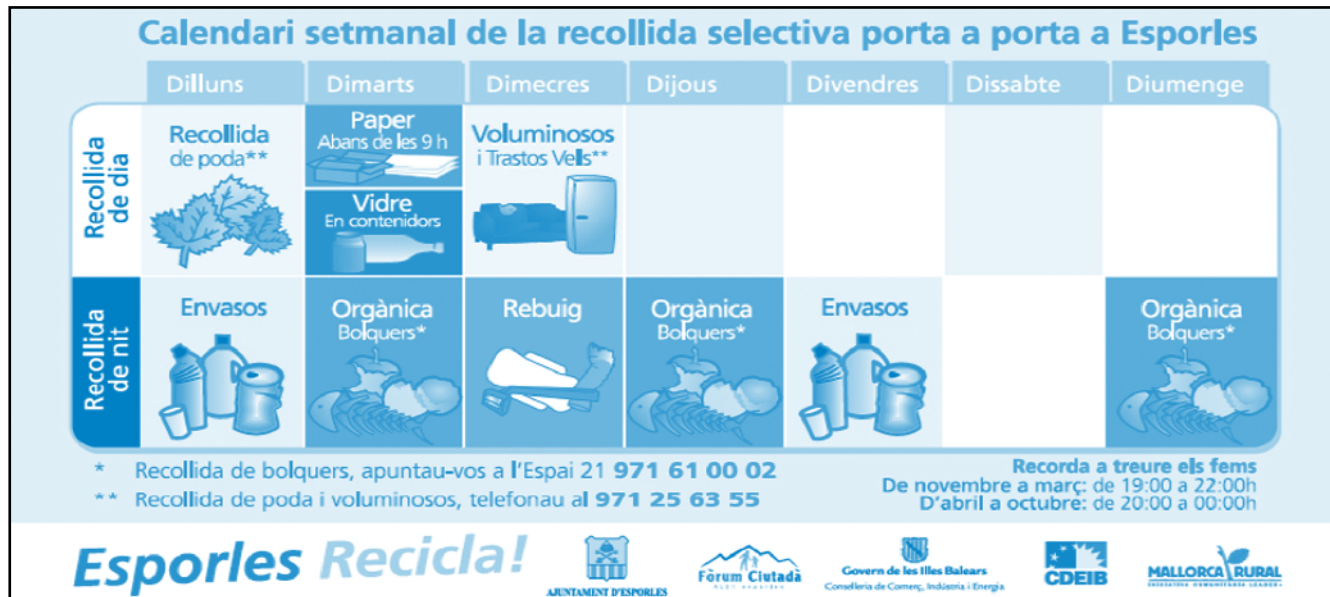 Calendari setmanal de la recollida selectiva porta a porta a Esporles
Dilluns Dimarts Dimecres Dijous Divendres Dissabte Diumenge
Recollida
de dia
Recollida
de poda**
Paper
Abans de les 9 h
Vidre
En contenidors
Voluminosos
i Trastos Vells**
Recollida
de nit
Envasos
Orgànica
Bolquers*
Rebuig
Orgànica
Bolquers*
Envasos
Orgànica
Bolquers*
* Recollida de bolquers, apuntau-vos a l'Espai 21 971 61 00 02
** Recollida de poda i voluminosos, telefonau al 971 25 63 55
Recorda a treure els fems
De novembre a març: de 19:00 a 22:00h
D'abril a octubre: de 20:00 a 00:00h
Esporles Recicla!
AJUNTAMENT D'ESPORLES
Fòrum Ciutadà
Govern de les Illes Balears
Conselleria de Comerç, Indústria i Energia
CDEIB
MALLORCA RURAL